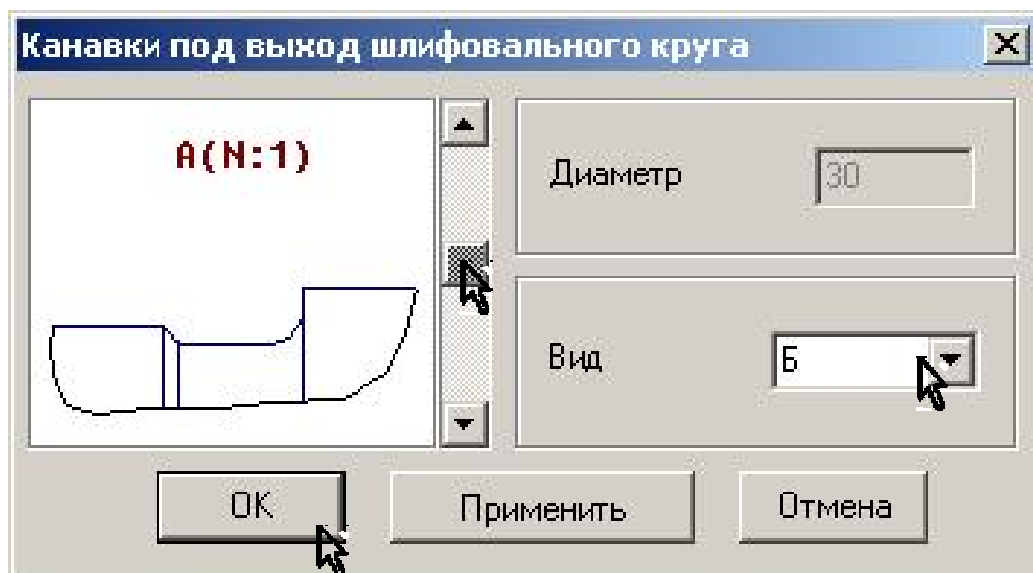 Канавки под выход шлифовального круга
A(N:1)
Диаметр 30
Вид Б
OK Применить Отмена